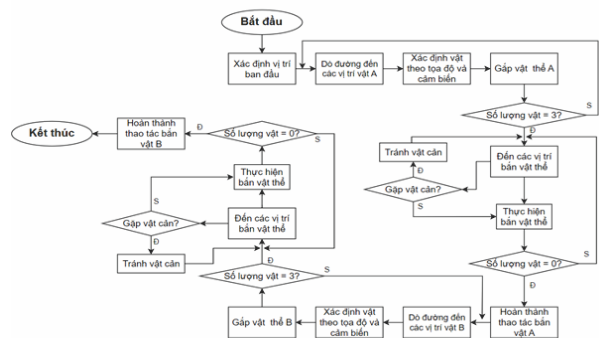 Bắt đầu
Xác định vị trí
ban đầu
Dò đường đến
các vị trí vật A
Xác định vật
theo tọa độ và
cảm biến
Gắp vật thể A
S
Số lượng vật = 3?
Đ
Tránh vật cản
Đến các vị trí
bắn vật thể
Đ
Gặp vật cản?
S
Thực hiện
bắn vật thể
S
Số lượng vật = 0?
Đ
Hoàn thành
thao tác bắn
vật A
Dò đường đến
các vị trí vật B
Xác định vật
theo tọa độ và
cảm biến
Gắp vật thể B
Số lượng vật = 3?
S
Đ
Đến các vị trí
bắn vật thể
Gặp vật cản?
S
Đ
Tránh vật cản
Thực hiện
bắn vật thể
Số lượng vật = 0?
S
Đ
Hoàn thành
thao tác bắn
vật B
Kết thúc